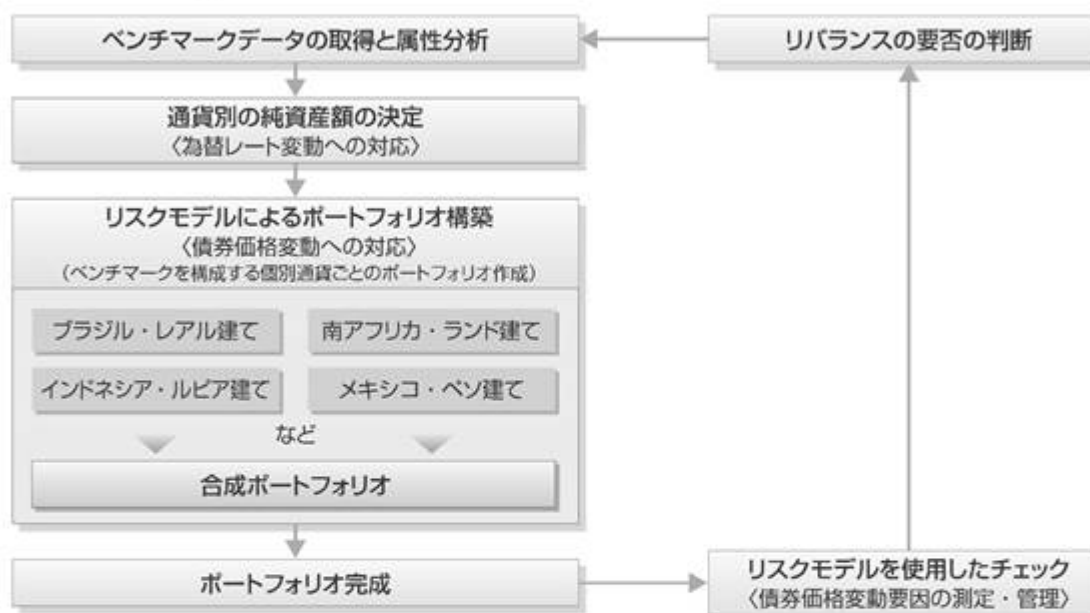 ベンチマークデータの取得と属性分析
リバランスの要否の判断
通貨別の純資産額の決定
〈為替レート変動への対応〉
リスクモデルによるポートフォリオ構築
〈債券価格変動への対応〉
（ベンチマークを構成する個別通貨ごとのポートフォリオ作成）
ブラジル・レアル建て
南アフリカ・ランド建て
インドネシア・ルピア建て
メキシコ・ペソ建て
など
合成ポートフォリオ
ポートフォリオ完成
リスクモデルを使用したチェック
〈債券価格変動要因の測定・管理〉